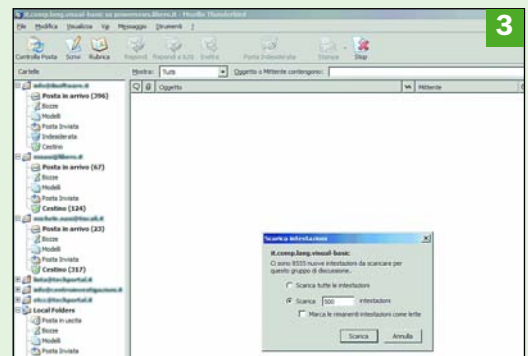 it.comp.lang.visual-basic su powernews.libero.it - Mozilla Thunderbird
3
File Modifica Visualizza Vai Messaggio Strumenti ?
Controlla Posta Scrivi Rubrica Rispondi Rispondi a tutti Inoltra Posta Indesiderata Stampa Stop
Cartelle
Mostra: Tutti Oggetto o Mittente contengono:
Oggetto Mittente
Posta in arrivo (396)
Bozze
Modelli
Posta Inviata
Indesiderata
Cestino
Posta in arrivo (67)
Bozze
Modelli
Posta Inviata
Cestino (124)
Posta in arrivo (23)
Bozze
Modelli
Posta Inviata
Cestino (317)
Local Folders
Posta in uscita
Bozze
Modelli
Posta Inviata
Scarica intestazioni
it.comp.lang.visual-basic:
Ci sono 8555 nuove intestazioni da scaricare per
questo gruppo di discussione.
Scarica tutte le intestazioni
Scarica 500 intestazioni
Marca le rimanenti intestazioni come lette
Scarica Annulla